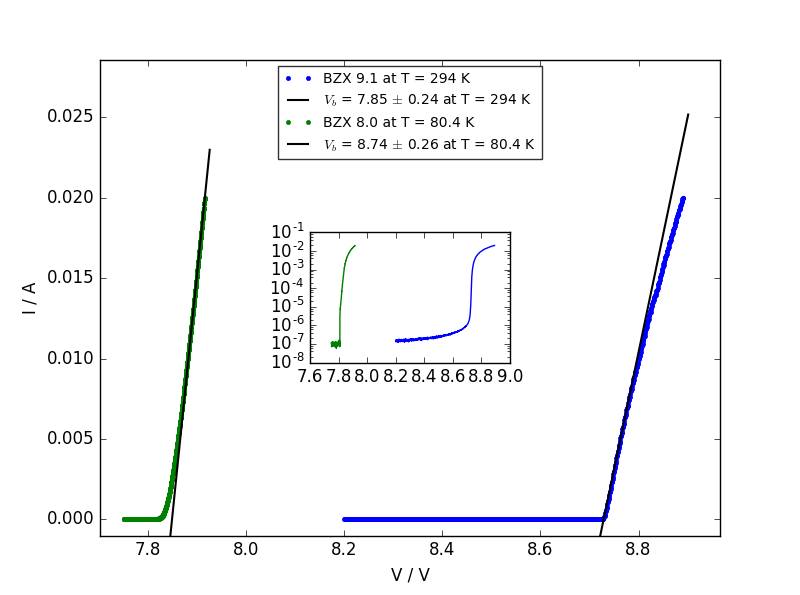 BZX 9.1 at T = 294 K
V_b = 7.85 ± 0.24 at T = 294 K
BZX 8.0 at T = 80.4 K
V_b = 8.74 ± 0.26 at T = 80.4 K
0.025
0.020
0.015
0.010
0.005
0.000
I / A
10^-1
10^-2
10^-3
10^-4
10^-5
10^-6
10^-7
10^-8
7.6 7.8 8.0 8.2 8.4 8.6 8.8 9.0
7.8 8.0 8.2 8.4 8.6 8.8
V / V